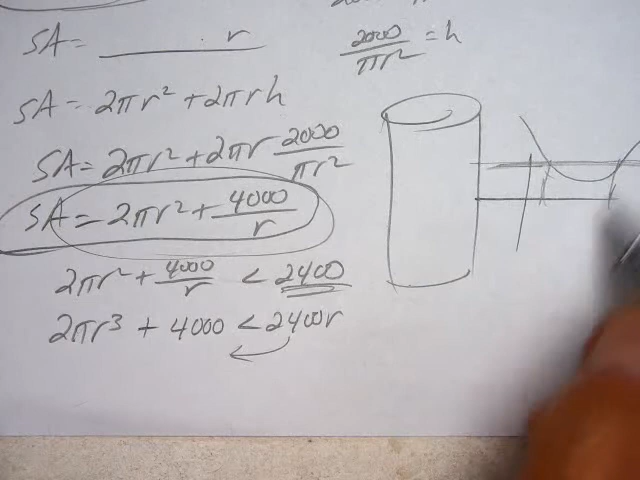 SA = ________ r
2000/πr² = h
SA = 2πr² + 2πrh
SA = 2πr² + 2πr 2000/πr²
SA = 2πr² + 4000/r
2πr² + 4000/r < 2400
2πr³ + 4000 < 2400r